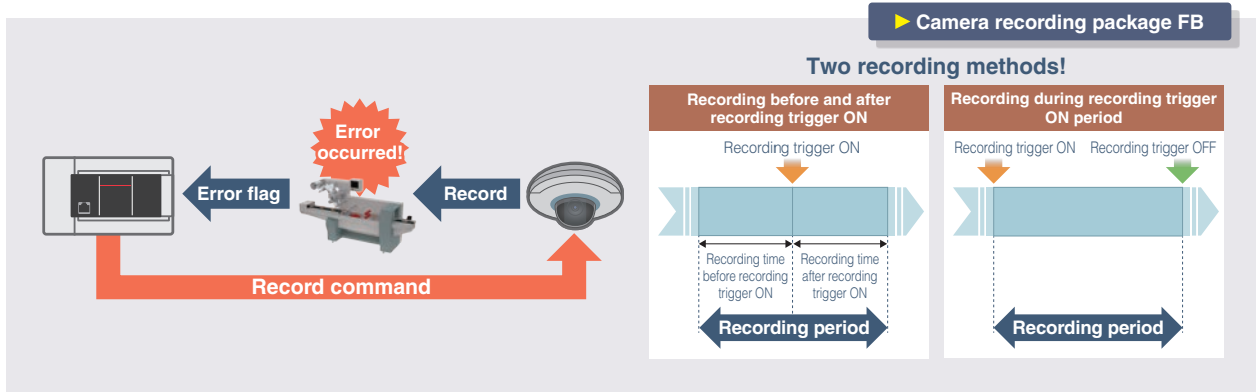 Camera recording package FB
Error
occurred!
Error flag
Record
Record command
Two recording methods!
Recording before and after
recording trigger ON
Recording trigger ON
Recording time
before recording
trigger ON
Recording time
after recording
trigger ON
Recording period
Recording during recording trigger
ON period
Recording trigger ON
Recording trigger OFF
Recording period